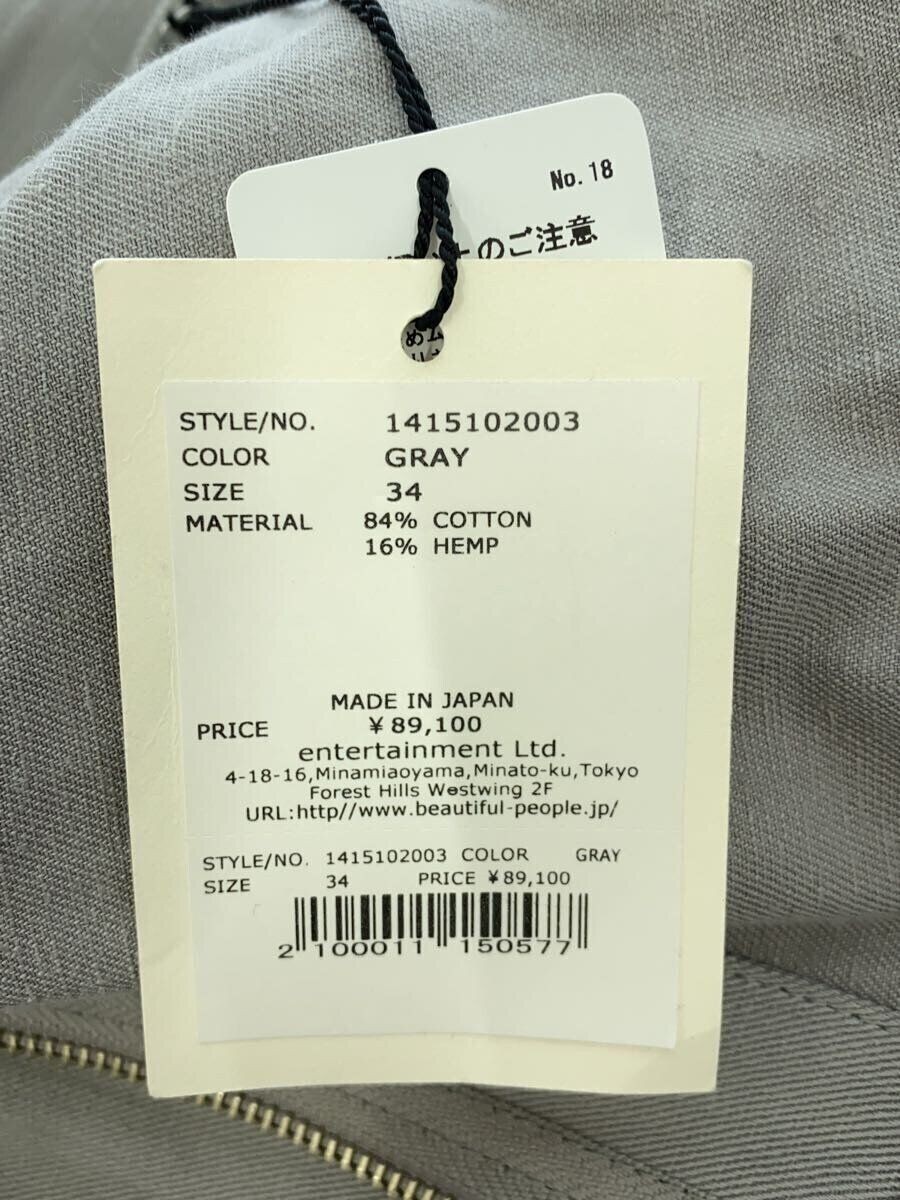 No.18
のご注意
め
STYLE/NO. 1415102003
COLOR GRAY
SIZE 34
MATERIAL 84% COTTON
16% HEMP
MADE IN JAPAN
PRICE ¥89,100
entertainment Ltd.
4-18-16,Minamiaoyama,Minato-ku,Tokyo
Forest Hills Westwing 2F
URL:http//www.beautiful-people.jp/
STYLE/NO. 1415102003 COLOR GRAY
SIZE 34 PRICE ¥89,100
2 100011 150577